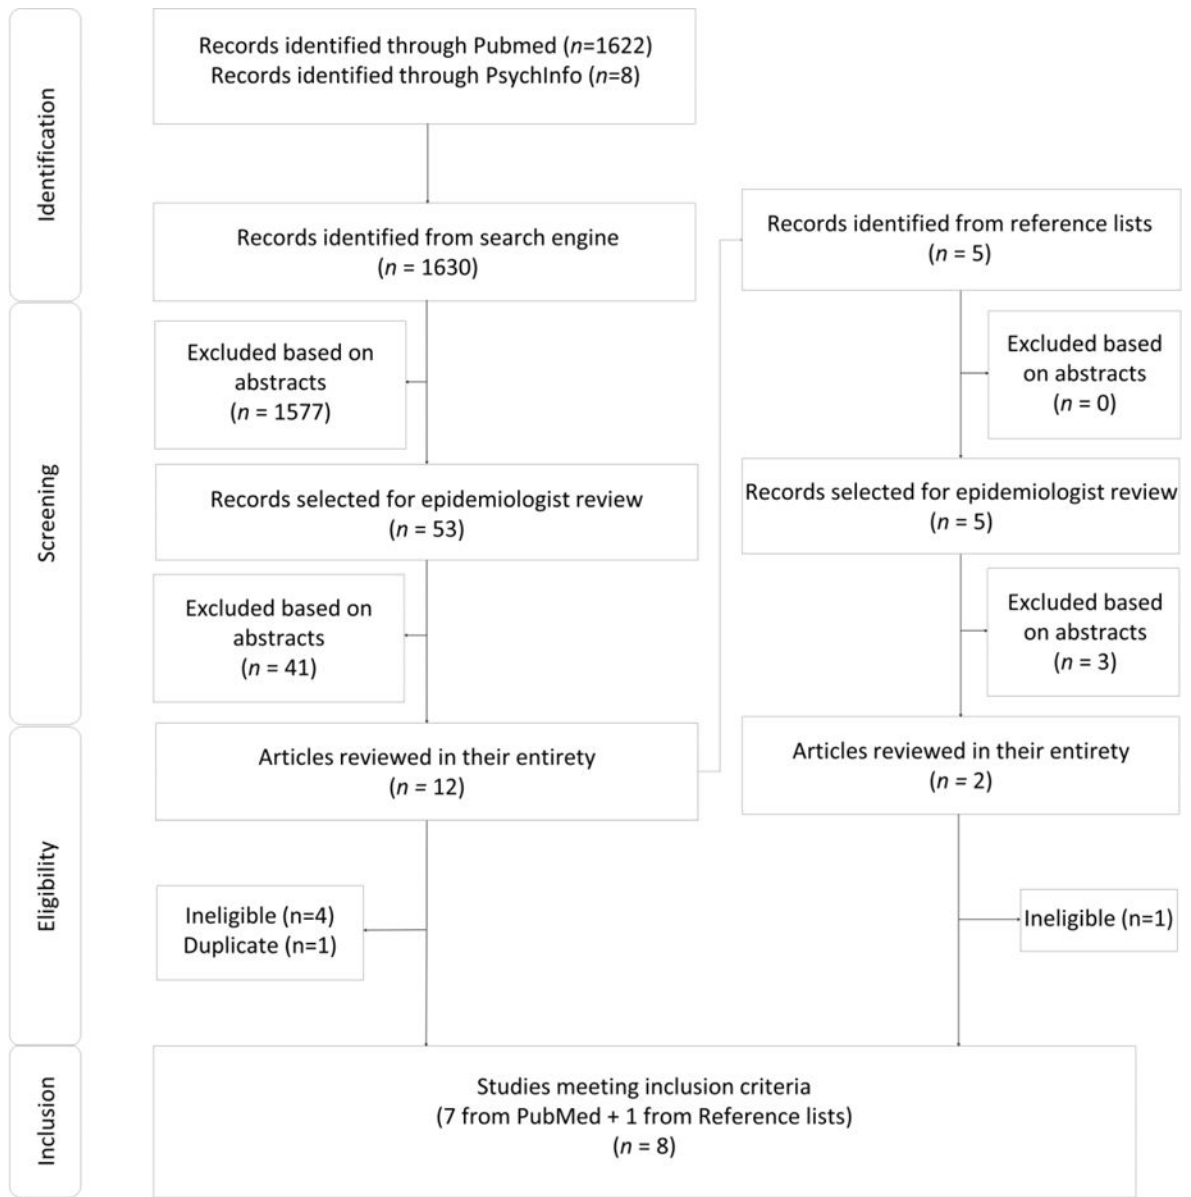 Identification
Records identified through Pubmed (n=1622)
Records identified through PsychInfo (n=8)
Records identified from search engine
(n = 1630)
Records identified from reference lists
(n = 5)
Screening
Excluded based on
abstracts
(n = 1577)
Excluded based
on abstracts
(n = 0)
Records selected for epidemiologist review
(n = 53)
Records selected for epidemiologist review
(n = 5)
Excluded based on
abstracts
(n = 41)
Excluded based
on abstracts
(n = 3)
Eligibility
Articles reviewed in their entirety
(n = 12)
Articles reviewed in their entirety
(n = 2)
Ineligible (n=4)
Duplicate (n=1)
Ineligible (n=1)
Inclusion
Studies meeting inclusion criteria
(7 from PubMed + 1 from Reference lists)
(n = 8)